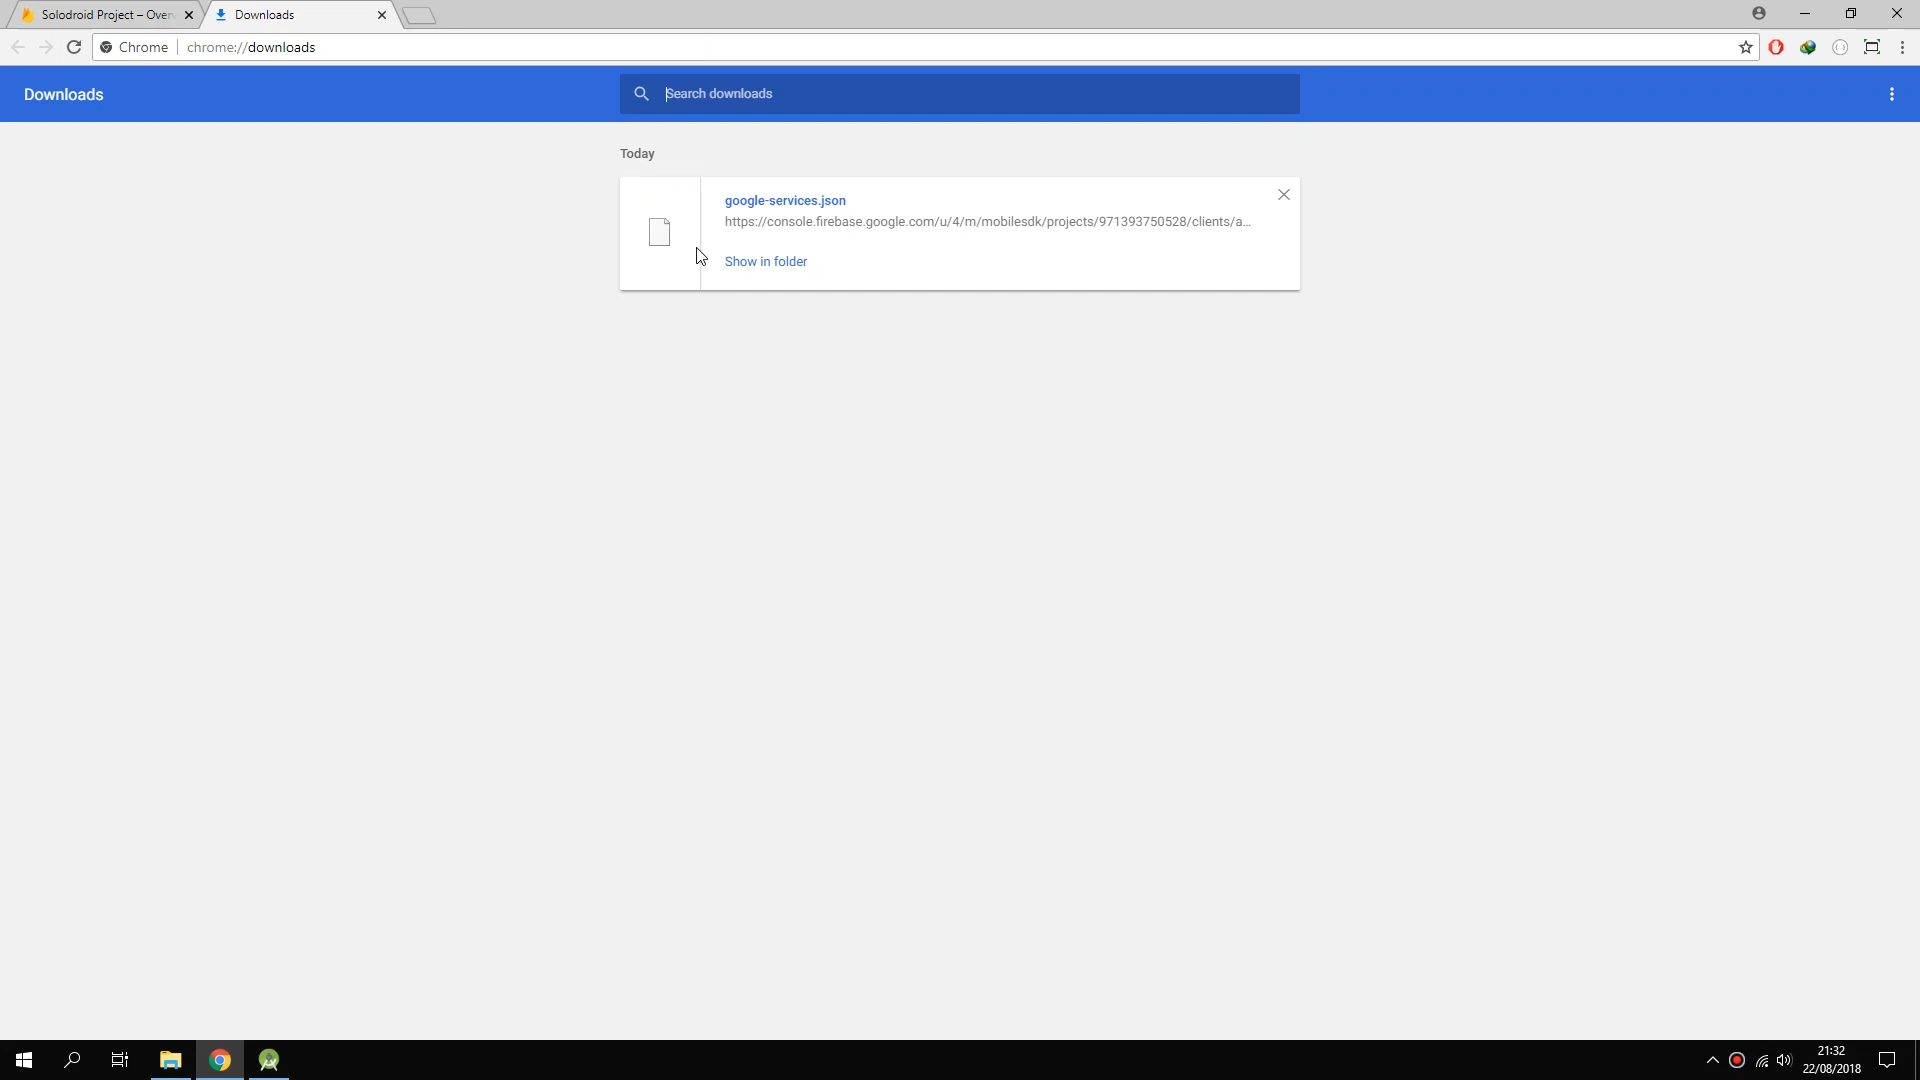 Solodroid Project – Over
Downloads
Chrome
chrome://downloads
Downloads
Search downloads
Today
google-services.json
https://console.firebase.google.com/u/4/m/mobilesdk/projects/971393750528/clients/a...
Show in folder
21:32
22/08/2018